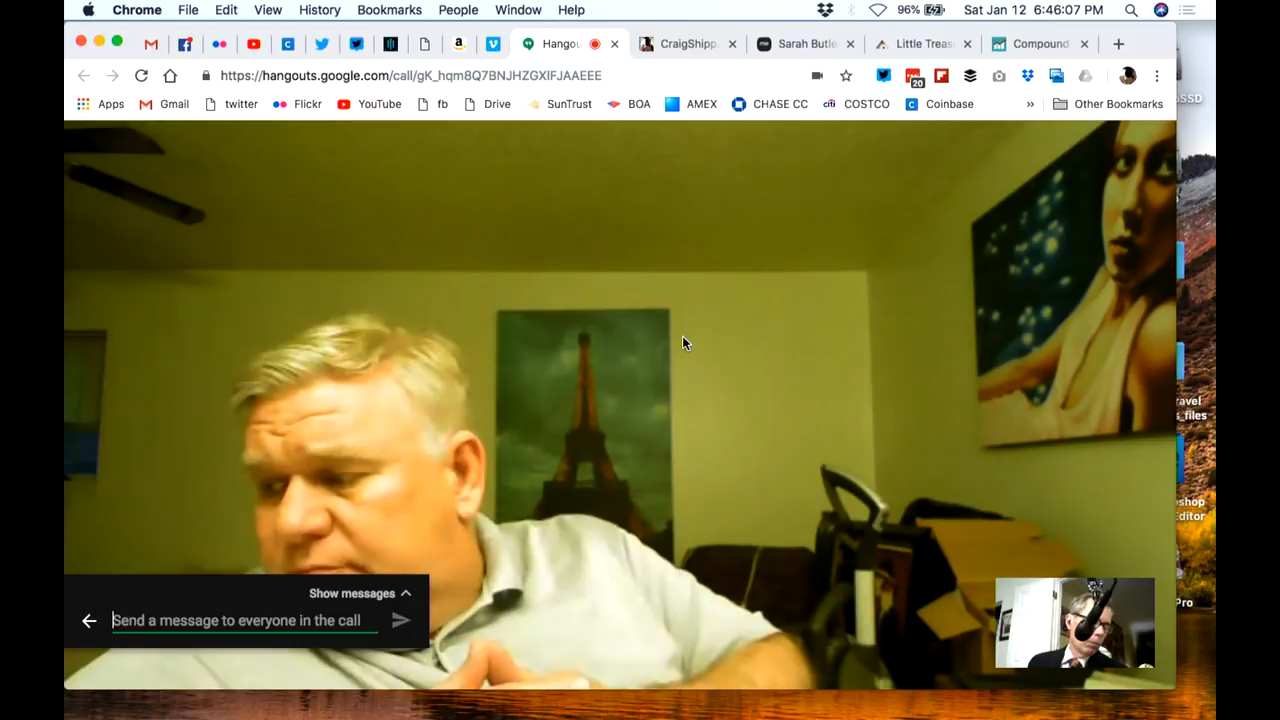 Chrome File Edit View History Bookmarks People Window Help 96% Sat Jan 12 6:46:07 PM
Hangou CraigShipp Sarah Butle Little Treas Compound
https://hangouts.google.com/call/gK_hqm8Q7BNJHZGXIFJAAEEE 20
Apps Gmail twitter Flickr YouTube fb Drive SunTrust BOA AMEX CHASE CC COSTCO Coinbase » Other Bookmarks
SSD
ravel
s_files
shop
Editor
Show messages
Send a message to everyone in the call
Pro